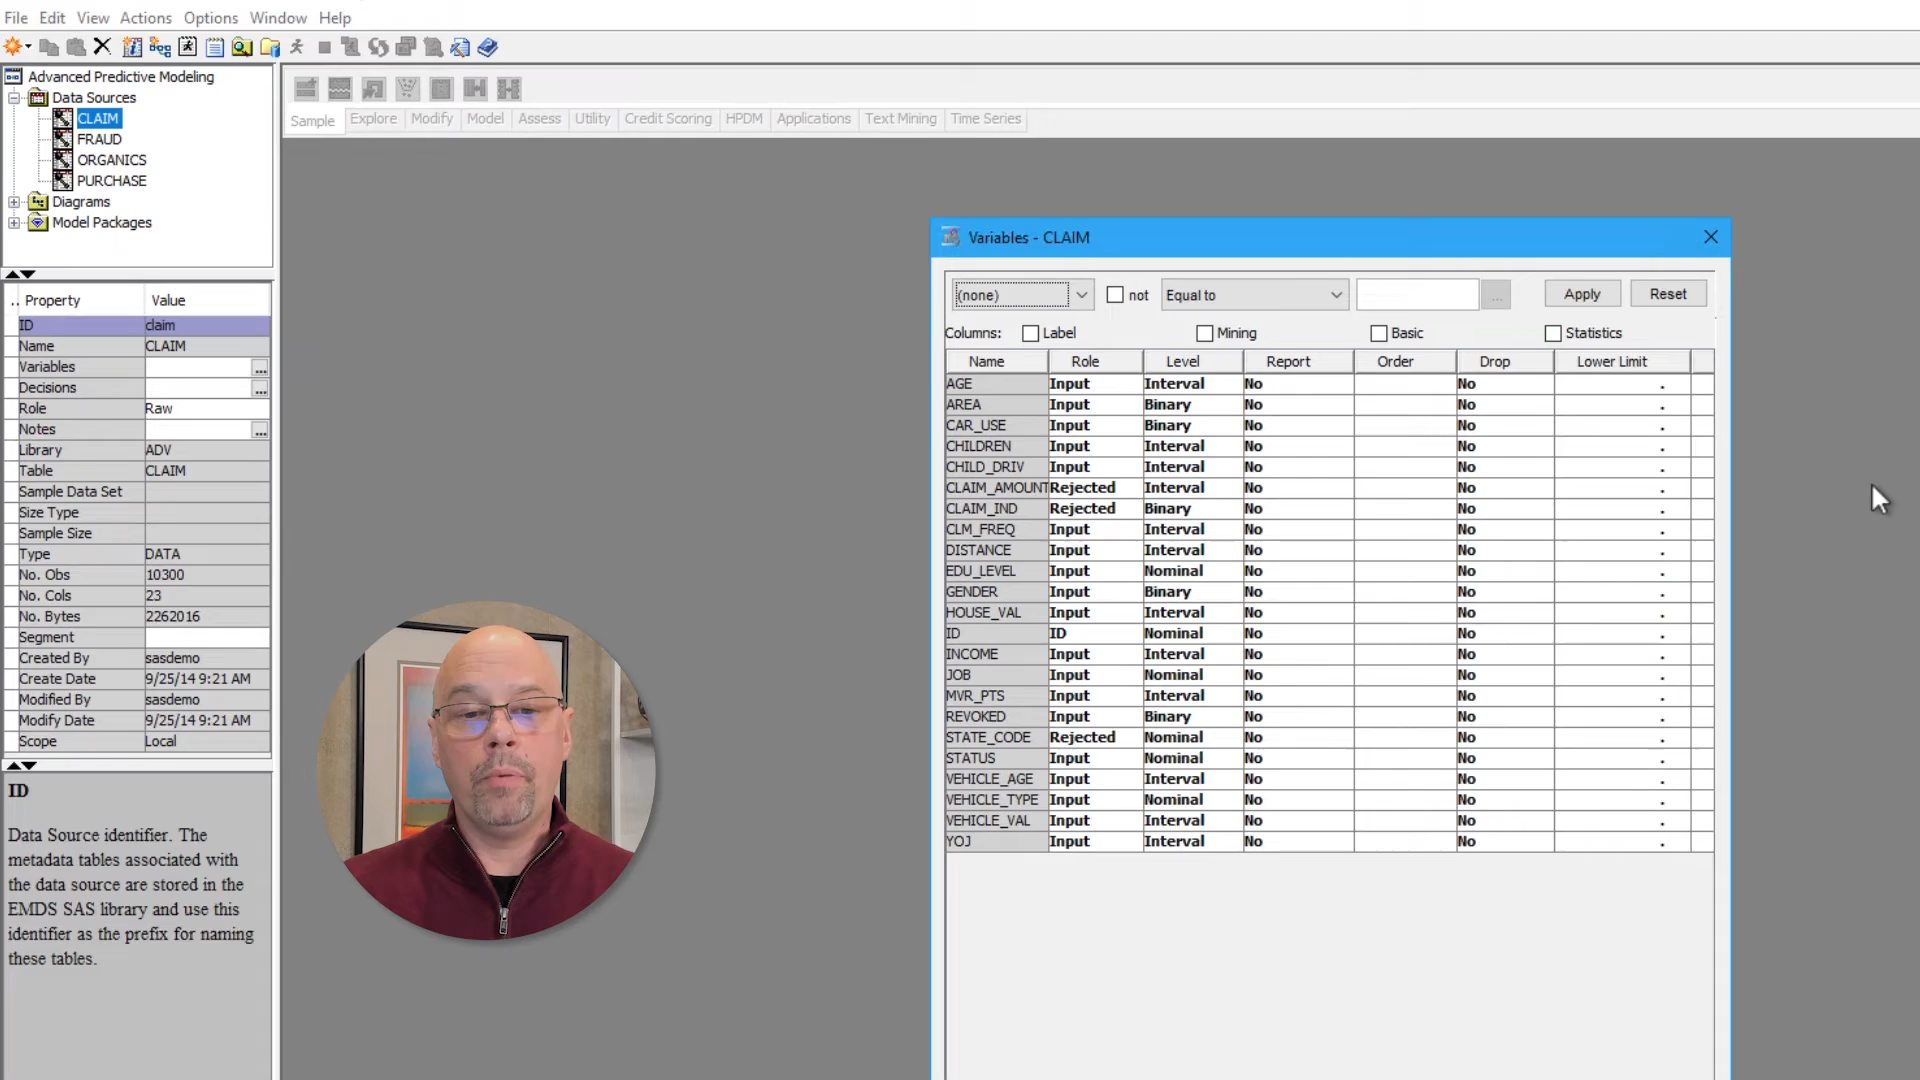 File Edit View Actions Options Window Help
Advanced Predictive Modeling
Data Sources
CLAIM
FRAUD
ORGANICS
PURCHASE
Diagrams
Model Packages
Sample Explore Modify Model Assess Utility Credit Scoring HPDM Applications Text Mining Time Series
.. Property Value
ID claim
Name CLAIM
Variables ...
Decisions ...
Role Raw
Notes ...
Library ADV
Table CLAIM
Sample Data Set
Size Type
Sample Size
Type DATA
No. Obs 10300
No. Cols 23
No. Bytes 2262016
Segment
Created By sasdemo
Create Date 9/25/14 9:21 AM
Modified By sasdemo
Modify Date 9/25/14 9:21 AM
Scope Local
ID
Data Source identifier. The
metadata tables associated with
the data source are stored in the
EMDS SAS library and use this
identifier as the prefix for naming
these tables.
Variables - CLAIM
(none) not Equal to ... Apply Reset
Columns: Label Mining Basic Statistics
Name Role Level Report Order Drop Lower Limit
AGE Input Interval No No .
AREA Input Binary No No .
CAR_USE Input Binary No No .
CHILDREN Input Interval No No .
CHILD_DRIV Input Interval No No .
CLAIM_AMOUNT Rejected Interval No No .
CLAIM_IND Rejected Binary No No .
CLM_FREQ Input Interval No No .
DISTANCE Input Interval No No .
EDU_LEVEL Input Nominal No No .
GENDER Input Binary No No .
HOUSE_VAL Input Interval No No .
ID ID Nominal No No .
INCOME Input Interval No No .
JOB Input Nominal No No .
MVR_PTS Input Interval No No .
REVOKED Input Binary No No .
STATE_CODE Rejected Nominal No No .
STATUS Input Nominal No No .
VEHICLE_AGE Input Interval No No .
VEHICLE_TYPE Input Nominal No No .
VEHICLE_VAL Input Interval No No .
YOJ Input Interval No No .